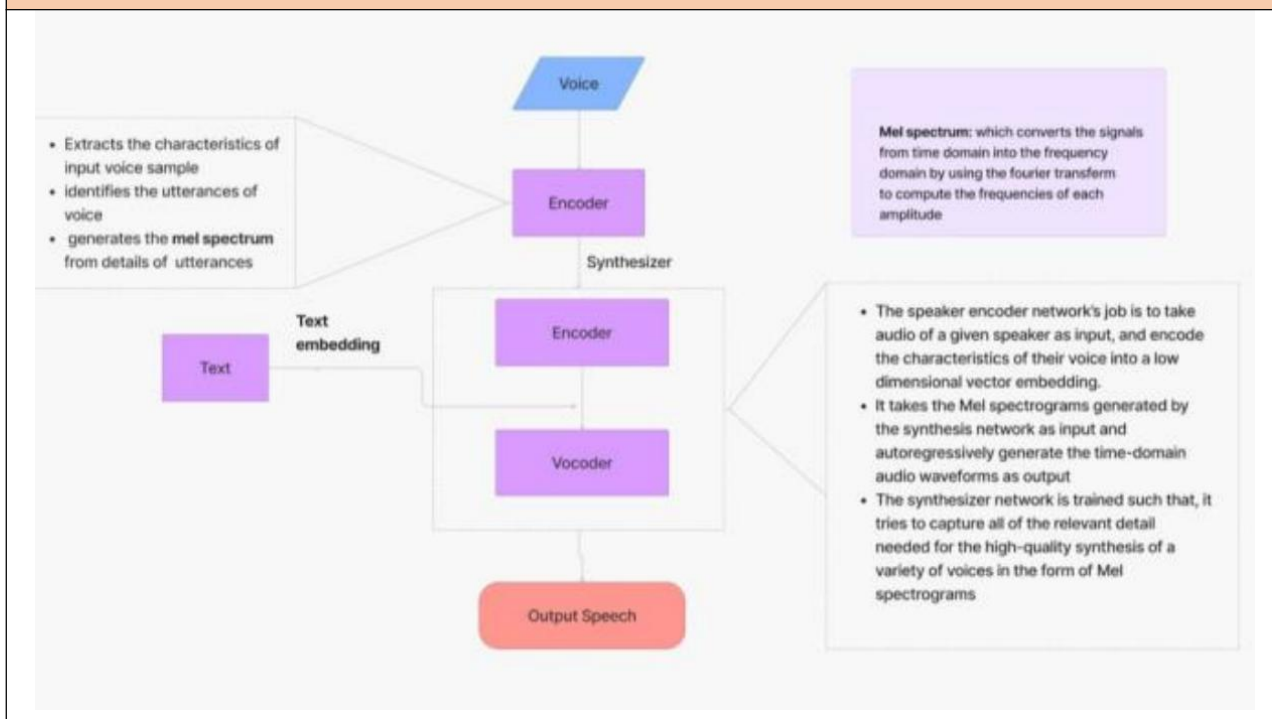 Voice
Mel spectrum: which converts the signals
from time domain into the frequency
domain by using the fourier transferm
to compute the frequencies of each
amplitude
• Extracts the characteristics of
input voice sample
• identifies the utterances of
voice
• generates the mel spectrum
from details of utterances
Encoder
Synthesizer
Encoder
Text
embedding
Text
Vocoder
• The speaker encoder network's job is to take
audio of a given speaker as input, and encode
the characteristics of their voice into a low
dimensional vector embedding.
• It takes the Mel spectrograms generated by
the synthesis network as input and
autoregressively generate the time-domain
audio waveforms as output
• The synthesizer network is trained such that, it
tries to capture all of the relevant detail
needed for the high-quality synthesis of a
variety of voices in the form of Mel
spectrograms
Output Speech